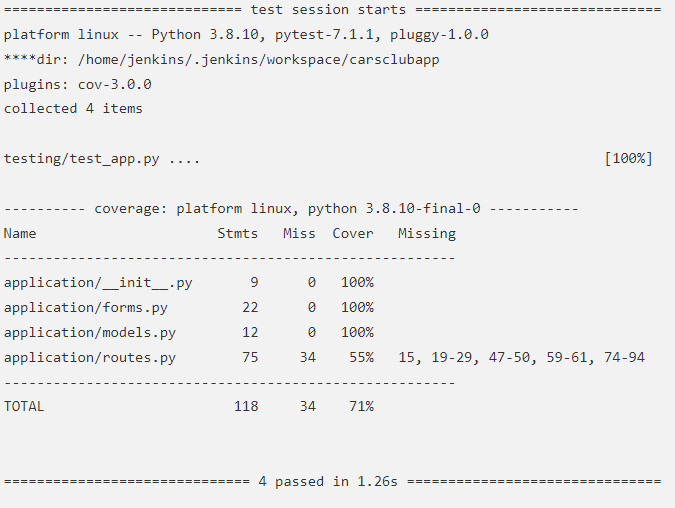 ============================= test session starts ==============================
platform linux -- Python 3.8.10, pytest-7.1.1, pluggy-1.0.0
****dir: /home/jenkins/.jenkins/workspace/carsclubapp
plugins: cov-3.0.0
collected 4 items

testing/test_app.py ....                                                 [100%]

---------- coverage: platform linux, python 3.8.10-final-0 -----------
Name                      Stmts   Miss  Cover   Missing
-------------------------------------------------------
application/__init__.py       9      0   100%
application/forms.py         22      0   100%
application/models.py        12      0   100%
application/routes.py        75     34    55%   15, 19-29, 47-50, 59-61, 74-94
-------------------------------------------------------
TOTAL                       118     34    71%

============================== 4 passed in 1.26s ===============================